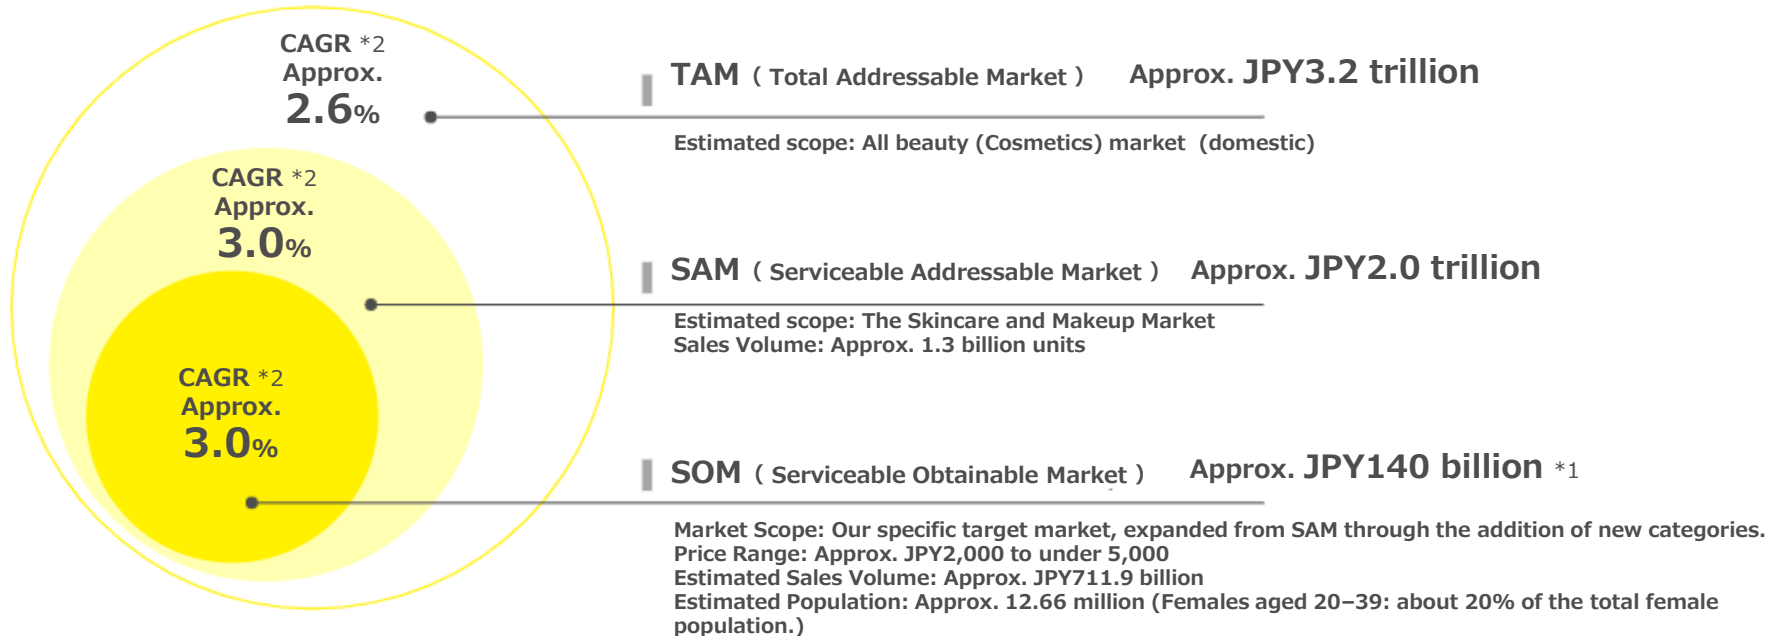 CAGR *2
Approx.
2.6%
TAM ( Total Addressable Market ) Approx. JPY3.2 trillion
Estimated scope: All beauty (Cosmetics) market (domestic)
CAGR *2
Approx.
3.0%
SAM ( Serviceable Addressable Market ) Approx. JPY2.0 trillion
Estimated scope: The Skincare and Makeup Market
Sales Volume: Approx. 1.3 billion units
CAGR *2
Approx.
3.0%
SOM ( Serviceable Obtainable Market ) Approx. JPY140 billion *1
Market Scope: Our specific target market, expanded from SAM through the addition of new categories.
Price Range: Approx. JPY2,000 to under 5,000
Estimated Sales Volume: Approx. JPY711.9 billion
Estimated Population: Approx. 12.66 million (Females aged 20–39: about 20% of the total female
population.)